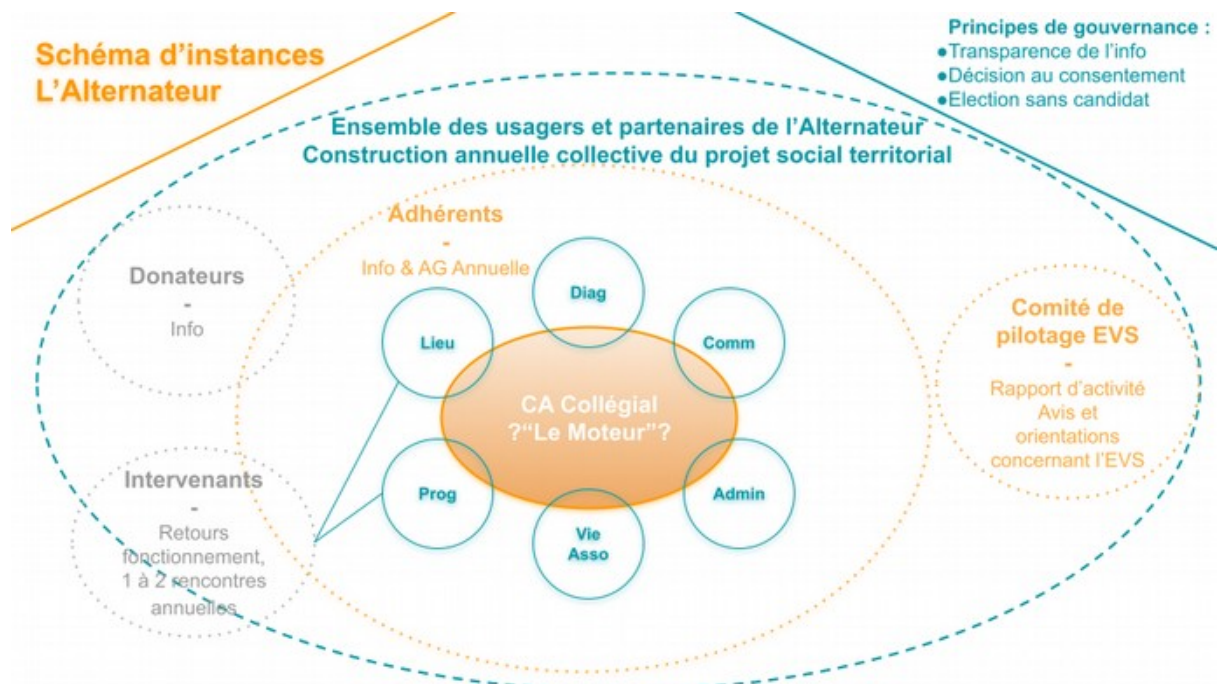 Schéma d’instances
L’Alternateur
Principes de gouvernance :
●Transparence de l’info
●Décision au consentement
●Election sans candidat
Ensemble des usagers et partenaires de l’Alternateur
Construction annuelle collective du projet social territorial
Adhérents
-
Info & AG Annuelle
Donateurs
-
Info
Diag
Lieu
Comm
CA Collégial
?“Le Moteur”?
Prog
Admin
Vie
Asso
Comité de
pilotage EVS
-
Rapport d’activité
Avis et
orientations
concernant l’EVS
Intervenants
-
Retours
fonctionnement,
1 à 2 rencontres
annuelles